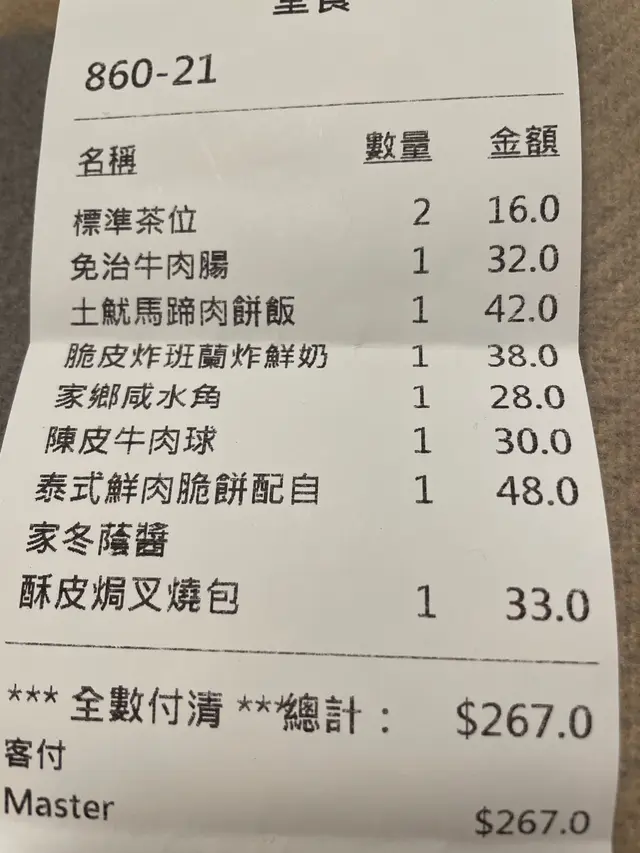 堂食
860-21
名稱 數量 金額
標準茶位 2 16.0
免治牛肉腸 1 32.0
土魷馬蹄肉餅飯 1 42.0
脆皮炸班蘭炸鮮奶 1 38.0
家鄉咸水角 1 28.0
陳皮牛肉球 1 30.0
泰式鮮肉脆餅配自 1 48.0
家冬蔭醬
酥皮焗叉燒包 1 33.0
*** 全數付清 ***總計： $267.0
客付
Master $267.0